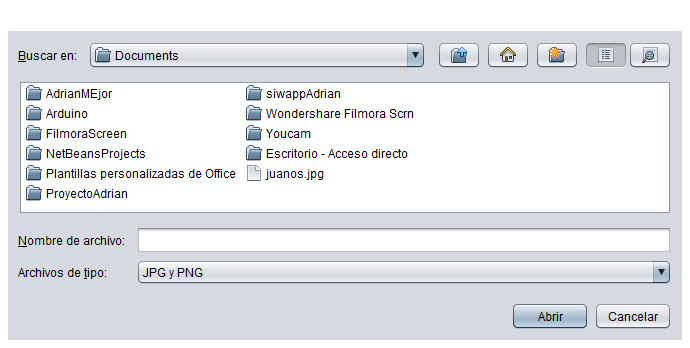 Buscar en: Documents
AdrianMEjor
Arduino
FilmoraScreen
NetBeansProjects
Plantillas personalizadas de Office
ProyectoAdrian
siwappAdrian
Wondershare Filmora Scrn
Youcam
Escritorio - Acceso directo
juanos.jpg
Nombre de archivo:
Archivos de tipo: JPG y PNG
Abrir Cancelar